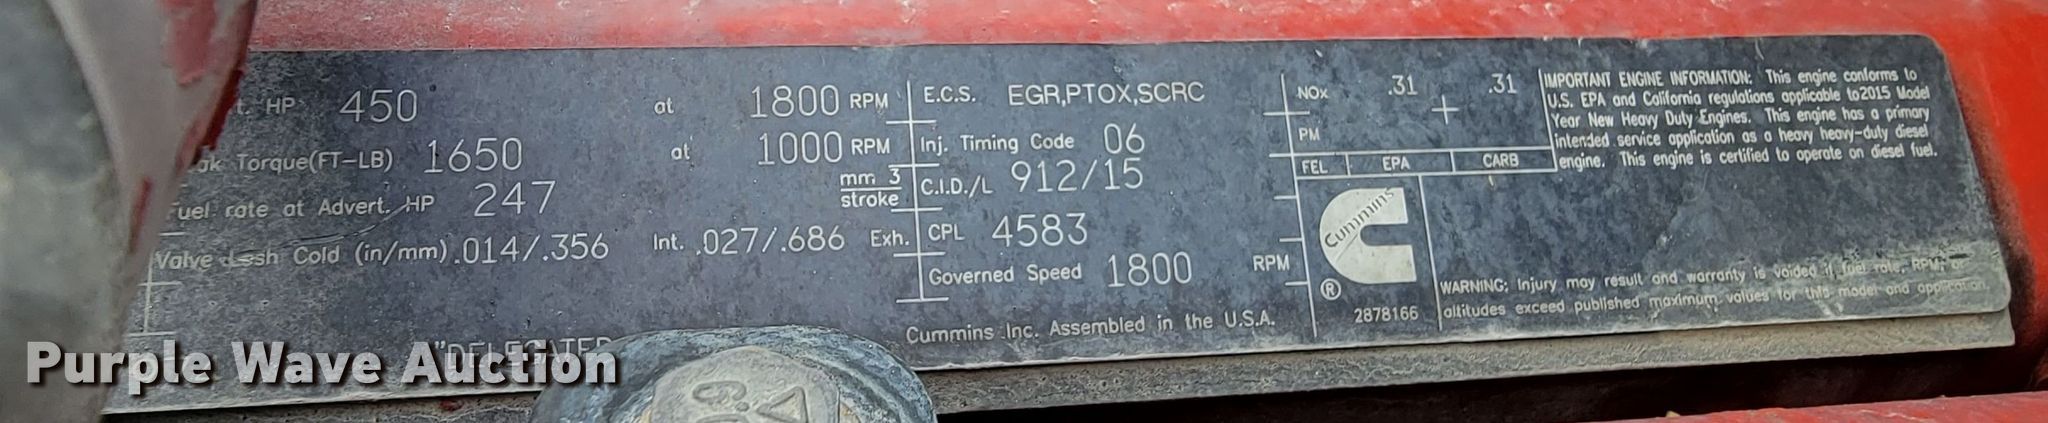 HP 450 at 1800 RPM
Torque(FT-LB) 1650 at 1000 RPM
Fuel rate at Advert. HP 247 mm 3
stroke
Valve Lash Cold (in/mm) .014/.356 Int. .027/.686 Exh.
"DELEGATED
E.C.S. EGR,PTOX,SCRC
Inj. Timing Code 06
C.I.D./L 912/15
CPL 4583
Governed Speed 1800 RPM
Cummins Inc. Assembled in the U.S.A.
NOx .31 .31
PM
FEL EPA CARB
Cummins
®
2878166
IMPORTANT ENGINE INFORMATION: This engine conforms to
U.S. EPA and California regulations applicable to 2015 Model
Year New Heavy Duty Engines. This engine has a primary
intended service application as a heavy heavy-duty diesel
engine. This engine is certified to operate on diesel fuel.
WARNING: Injury may result and warranty is voided if fuel rate, RPM, or
altitudes exceed published maximum values for this model and application.
Purple Wave Auction